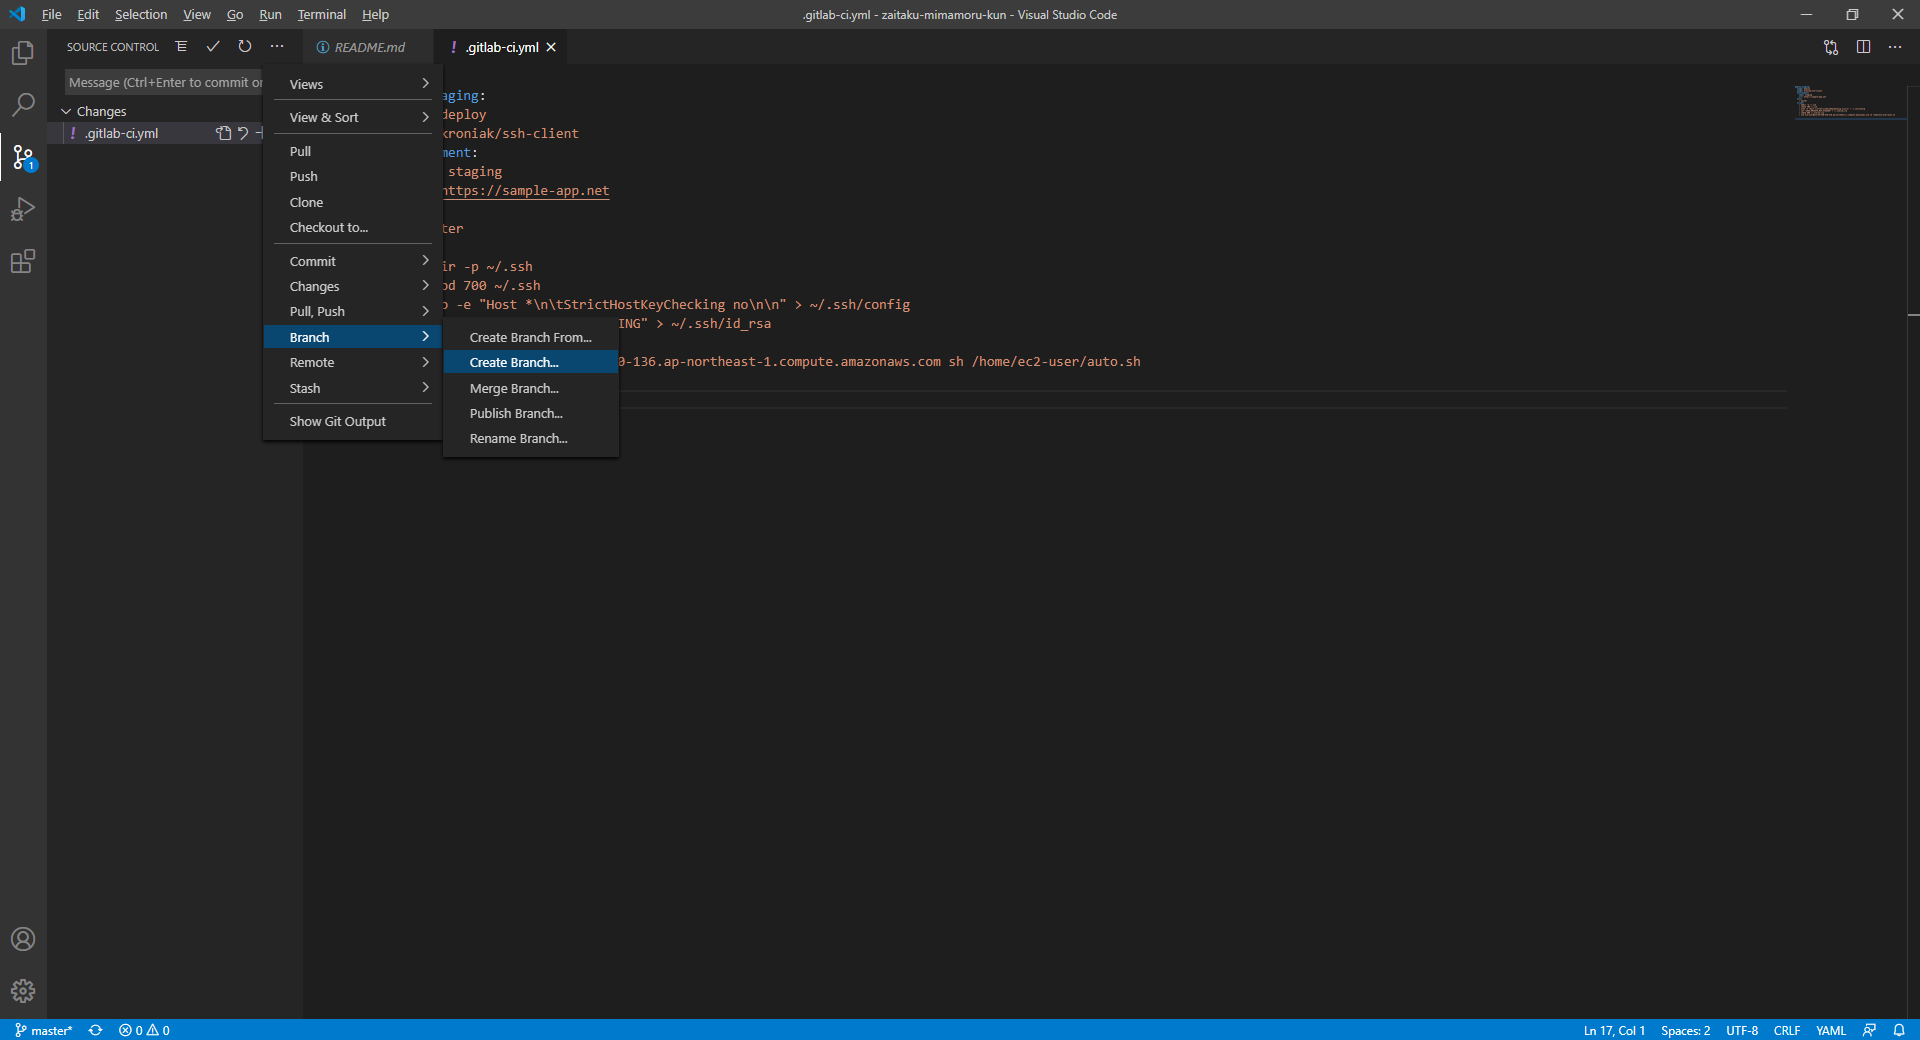 File Edit Selection View Go Run Terminal Help
.gitlab-ci.yml - zaitaku-mimamoru-kun - Visual Studio Code
SOURCE CONTROL
README.md
.gitlab-ci.yml
Message (Ctrl+Enter to commit
Changes
.gitlab-ci.yml
1
Views
View & Sort
Pull
Push
Clone
Checkout to...
Commit
Changes
Pull, Push
Branch
Remote
Stash
Show Git Output
Create Branch From...
Create Branch...
Merge Branch...
Publish Branch...
Rename Branch...
aging:
deploy
kroniak/ssh-client
ment:
staging
https://sample-app.net
ter
ir -p ~/.ssh
od 700 ~/.ssh
-e "Host *\n\tStrictHostKeyChecking no\n\n" > ~/.ssh/config
ING" > ~/.ssh/id_rsa
0-136.ap-northeast-1.compute.amazonaws.com sh /home/ec2-user/auto.sh
master* 0 0
Ln 17, Col 1 Spaces: 2 UTF-8 CRLF YAML